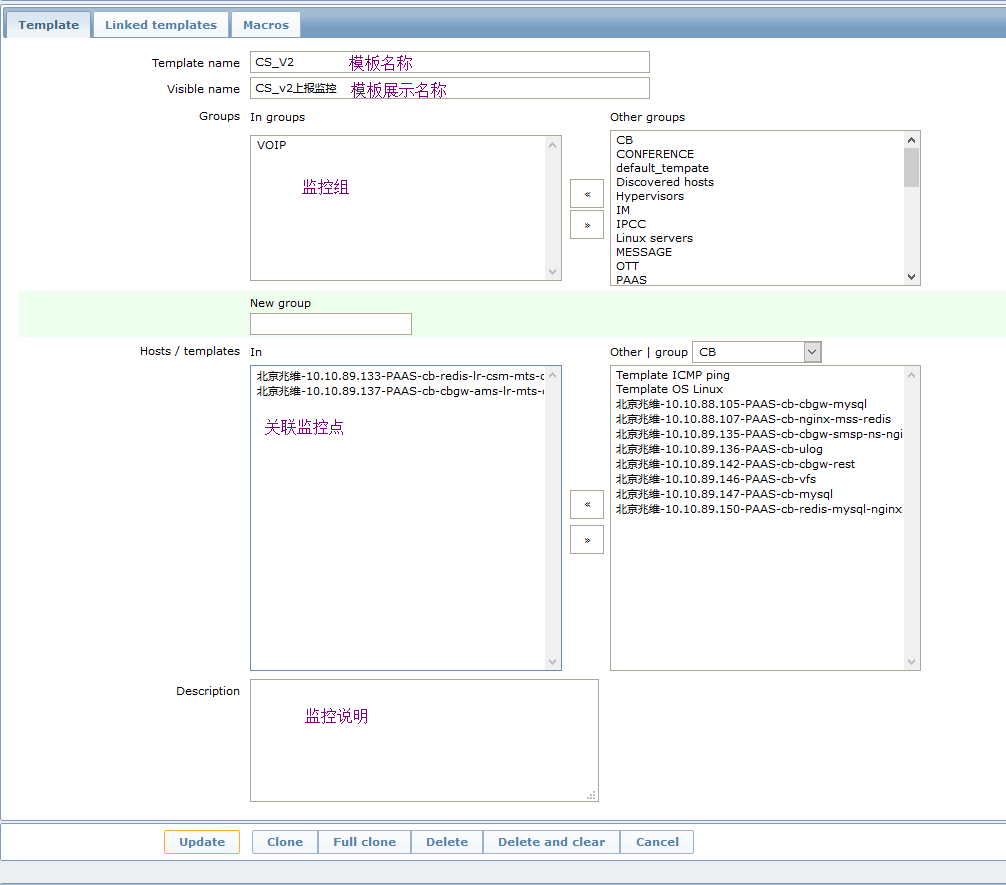 Template Linked templates Macros
Template name CS_V2 模板名称
Visible name CS_v2上报监控 模板展示名称
Groups In groups Other groups
VOIP
监控组
«
»
CB
CONFERENCE
default_tempate
Discovered hosts
Hypervisors
IM
IPCC
Linux servers
MESSAGE
OTT
PAAS
New group
Hosts / templates In Other | group CB
北京兆维-10.10.89.133-PAAS-cb-redis-lr-csm-mts-c
北京兆维-10.10.89.137-PAAS-cb-cbgw-ams-lr-mts-
关联监控点
«
»
Template ICMP ping
Template OS Linux
北京兆维-10.10.88.105-PAAS-cb-cbgw-mysql
北京兆维-10.10.88.107-PAAS-cb-nginx-mss-redis
北京兆维-10.10.89.135-PAAS-cb-cbgw-smsp-ns-ngi
北京兆维-10.10.89.136-PAAS-cb-ulog
北京兆维-10.10.89.142-PAAS-cb-cbgw-rest
北京兆维-10.10.89.146-PAAS-cb-vfs
北京兆维-10.10.89.147-PAAS-cb-mysql
北京兆维-10.10.89.150-PAAS-cb-redis-mysql-nginx
Description
监控说明
Update Clone Full clone Delete Delete and clear Cancel